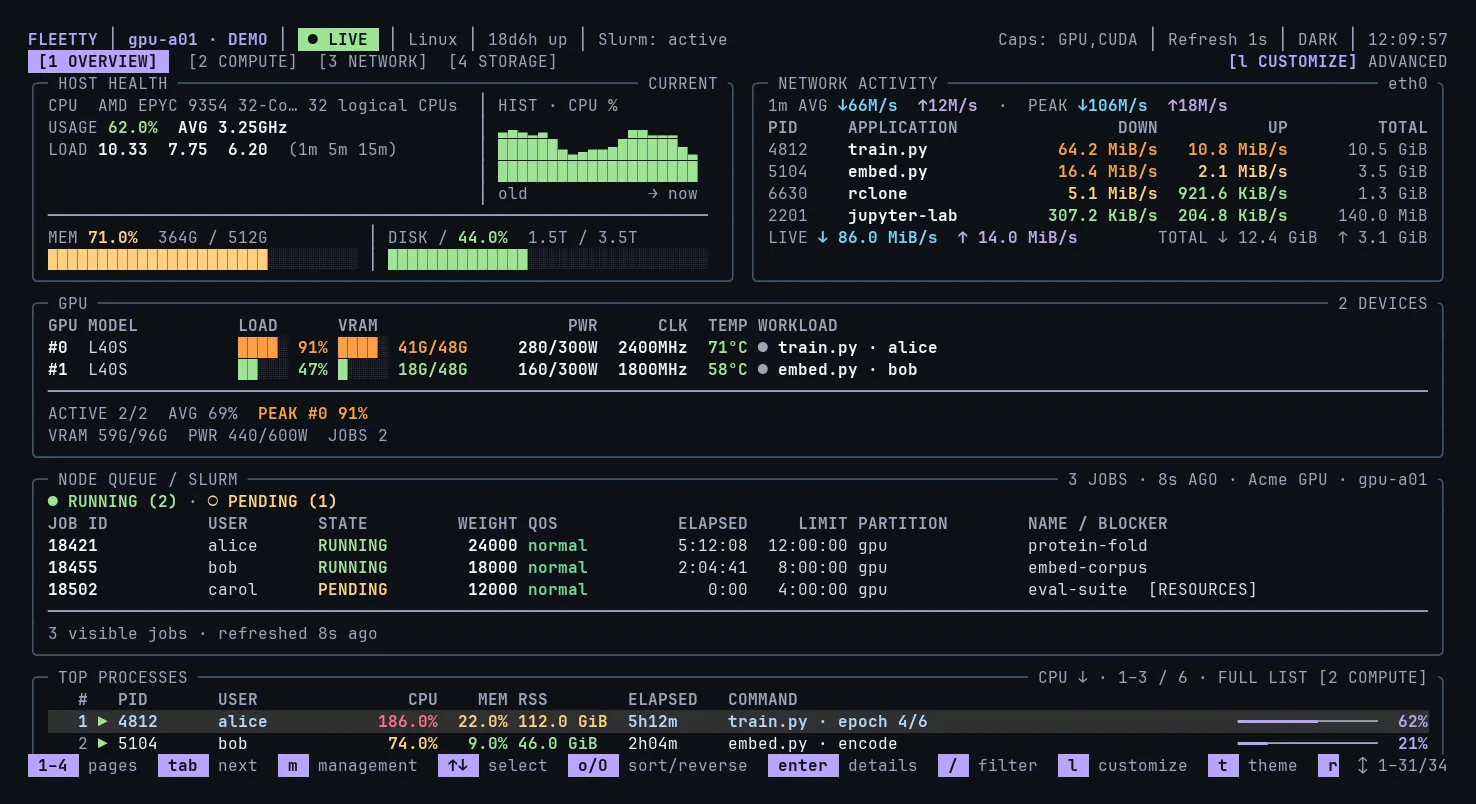 FLEETTY │ gpu-a01 · DEMO │ ● LIVE │ Linux │ 18d6h up │ Slurm: active Caps: GPU,CUDA │ Refresh 1s │ DARK │ 12:09:57
[1 OVERVIEW] [2 COMPUTE] [3 NETWORK] [4 STORAGE] [l CUSTOMIZE] ADVANCED
HOST HEALTH CURRENT
CPU AMD EPYC 9354 32-Co… 32 logical CPUs
USAGE 62.0% AVG 3.25GHz
LOAD 10.33 7.75 6.20 (1m 5m 15m)
HIST · CPU %
old → now
MEM 71.0% 364G / 512G
DISK / 44.0% 1.5T / 3.5T
NETWORK ACTIVITY eth0
1m AVG ↓66M/s ↑12M/s · PEAK ↓106M/s ↑18M/s
PID APPLICATION DOWN UP TOTAL
4812 train.py 64.2 MiB/s 10.8 MiB/s 10.5 GiB
5104 embed.py 16.4 MiB/s 2.1 MiB/s 3.5 GiB
6630 rclone 5.1 MiB/s 921.6 KiB/s 1.3 GiB
2201 jupyter-lab 307.2 KiB/s 204.8 KiB/s 140.0 MiB
LIVE ↓ 86.0 MiB/s ↑ 14.0 MiB/s TOTAL ↓ 12.4 GiB ↑ 3.1 GiB
GPU 2 DEVICES
GPU MODEL LOAD VRAM PWR CLK TEMP WORKLOAD
#0 L40S 91% 41G/48G 280/300W 2400MHz 71°C ● train.py · alice
#1 L40S 47% 18G/48G 160/300W 1800MHz 58°C ● embed.py · bob
ACTIVE 2/2 AVG 69% PEAK #0 91%
VRAM 59G/96G PWR 440/600W JOBS 2
NODE QUEUE / SLURM 3 JOBS · 8s AGO · Acme GPU · gpu-a01
● RUNNING (2) · ○ PENDING (1)
JOB ID USER STATE WEIGHT QOS ELAPSED LIMIT PARTITION NAME / BLOCKER
18421 alice RUNNING 24000 normal 5:12:08 12:00:00 gpu protein-fold
18455 bob RUNNING 18000 normal 2:04:41 8:00:00 gpu embed-corpus
18502 carol PENDING 12000 normal 0:00 4:00:00 gpu eval-suite [RESOURCES]
3 visible jobs · refreshed 8s ago
TOP PROCESSES CPU ↓ · 1–3 / 6 · FULL LIST [2 COMPUTE]
# PID USER CPU MEM RSS ELAPSED COMMAND
1 ▶ 4812 alice 186.0% 22.0% 112.0 GiB 5h12m train.py · epoch 4/6 62%
2 ▶ 5104 bob 74.0% 9.0% 46.0 GiB 2h04m embed.py · encode 21%
1–4 pages tab next m management ↑↓ select o/O sort/reverse enter details / filter l customize t theme r ↕ 1–31/34